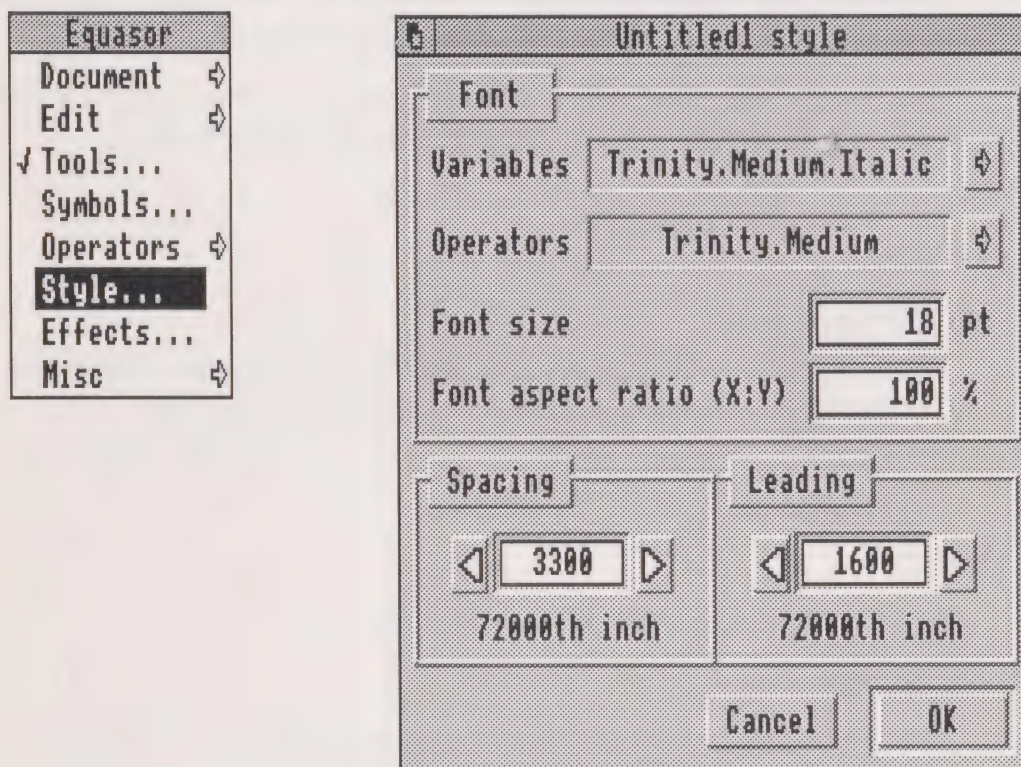 Equasor
Document
Edit
√ Tools...
Symbols...
Operators
Style...
Effects...
Misc
Untitled1 style
Font
Variables Trinity.Medium.Italic
Operators Trinity.Medium
Font size 18 pt
Font aspect ratio (X:Y) 100 %
Spacing Leading
3300 1600
72000th inch 72000th inch
Cancel OK